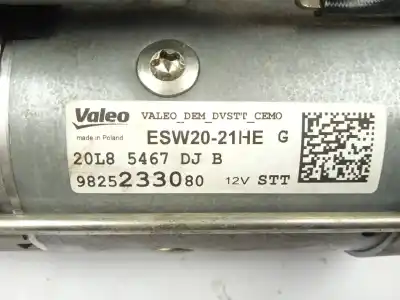 Valeo VALEO_DEM_DVSTT_CEMO
made in Poland ESW20-21HE G
20L8 5467 DJ B
9825233080 12V STT